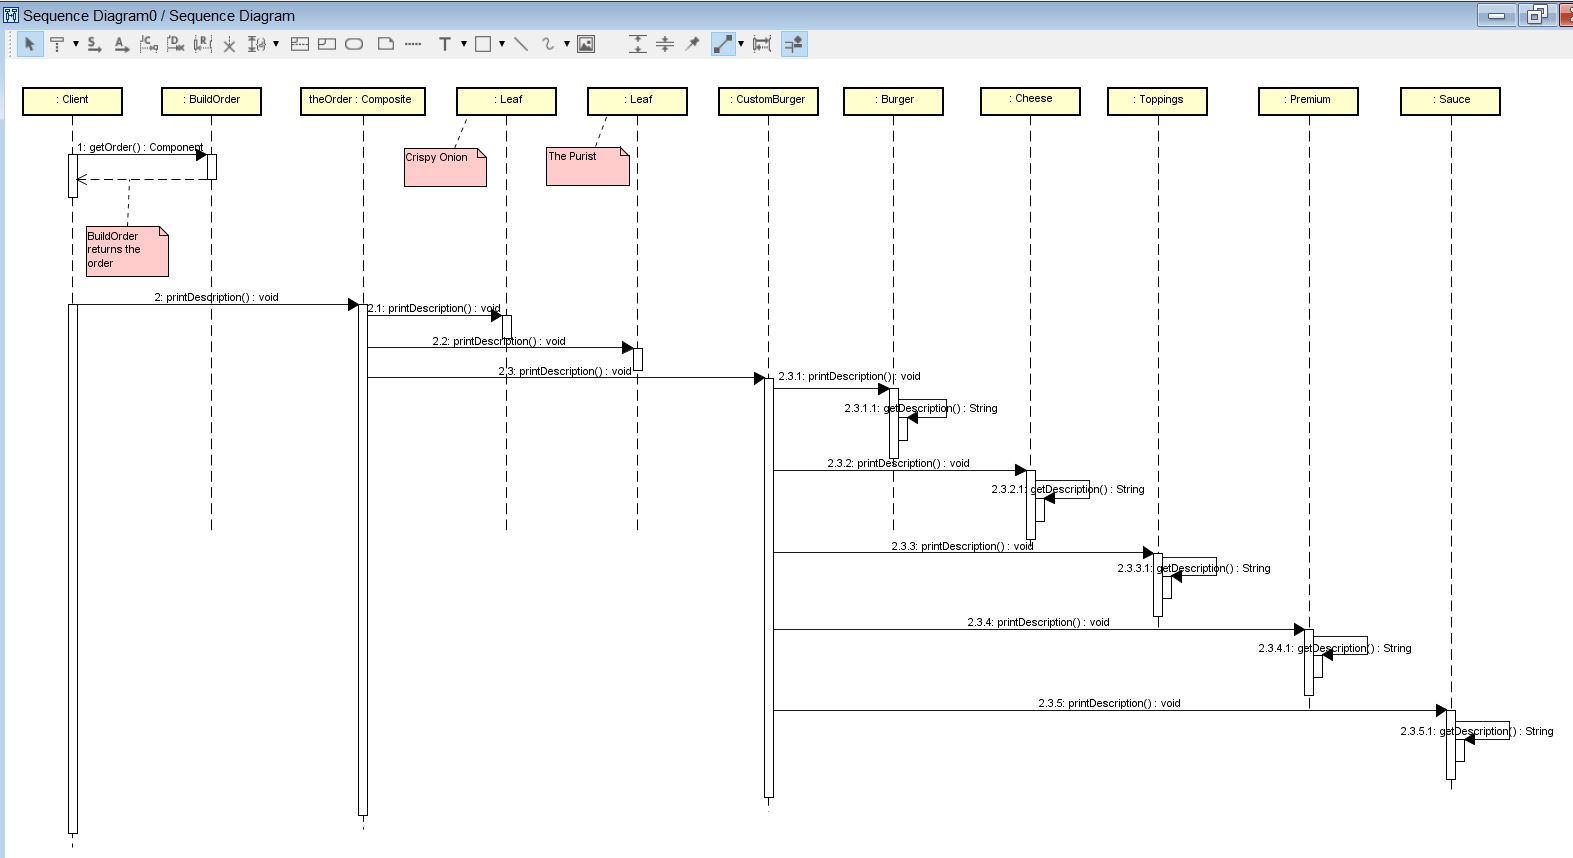 Sequence Diagram0 / Sequence Diagram
: Client
: BuildOrder
theOrder : Composite
: Leaf
: Leaf
: CustomBurger
: Burger
: Cheese
: Toppings
: Premium
: Sauce
1: getOrder() : Component
Crispy Onion
The Purist
BuildOrder
returns the
order
2: printDescription() : void
2.1: printDescription() : void
2.2: printDescription() : void
2.3: printDescription() : void
2.3.1: printDescription() : void
2.3.1.1: getDescription() : String
2.3.2: printDescription() : void
2.3.2.1: getDescription() : String
2.3.3: printDescription() : void
2.3.3.1: getDescription() : String
2.3.4: printDescription() : void
2.3.4.1: getDescription() : String
2.3.5: printDescription() : void
2.3.5.1: getDescription() : String